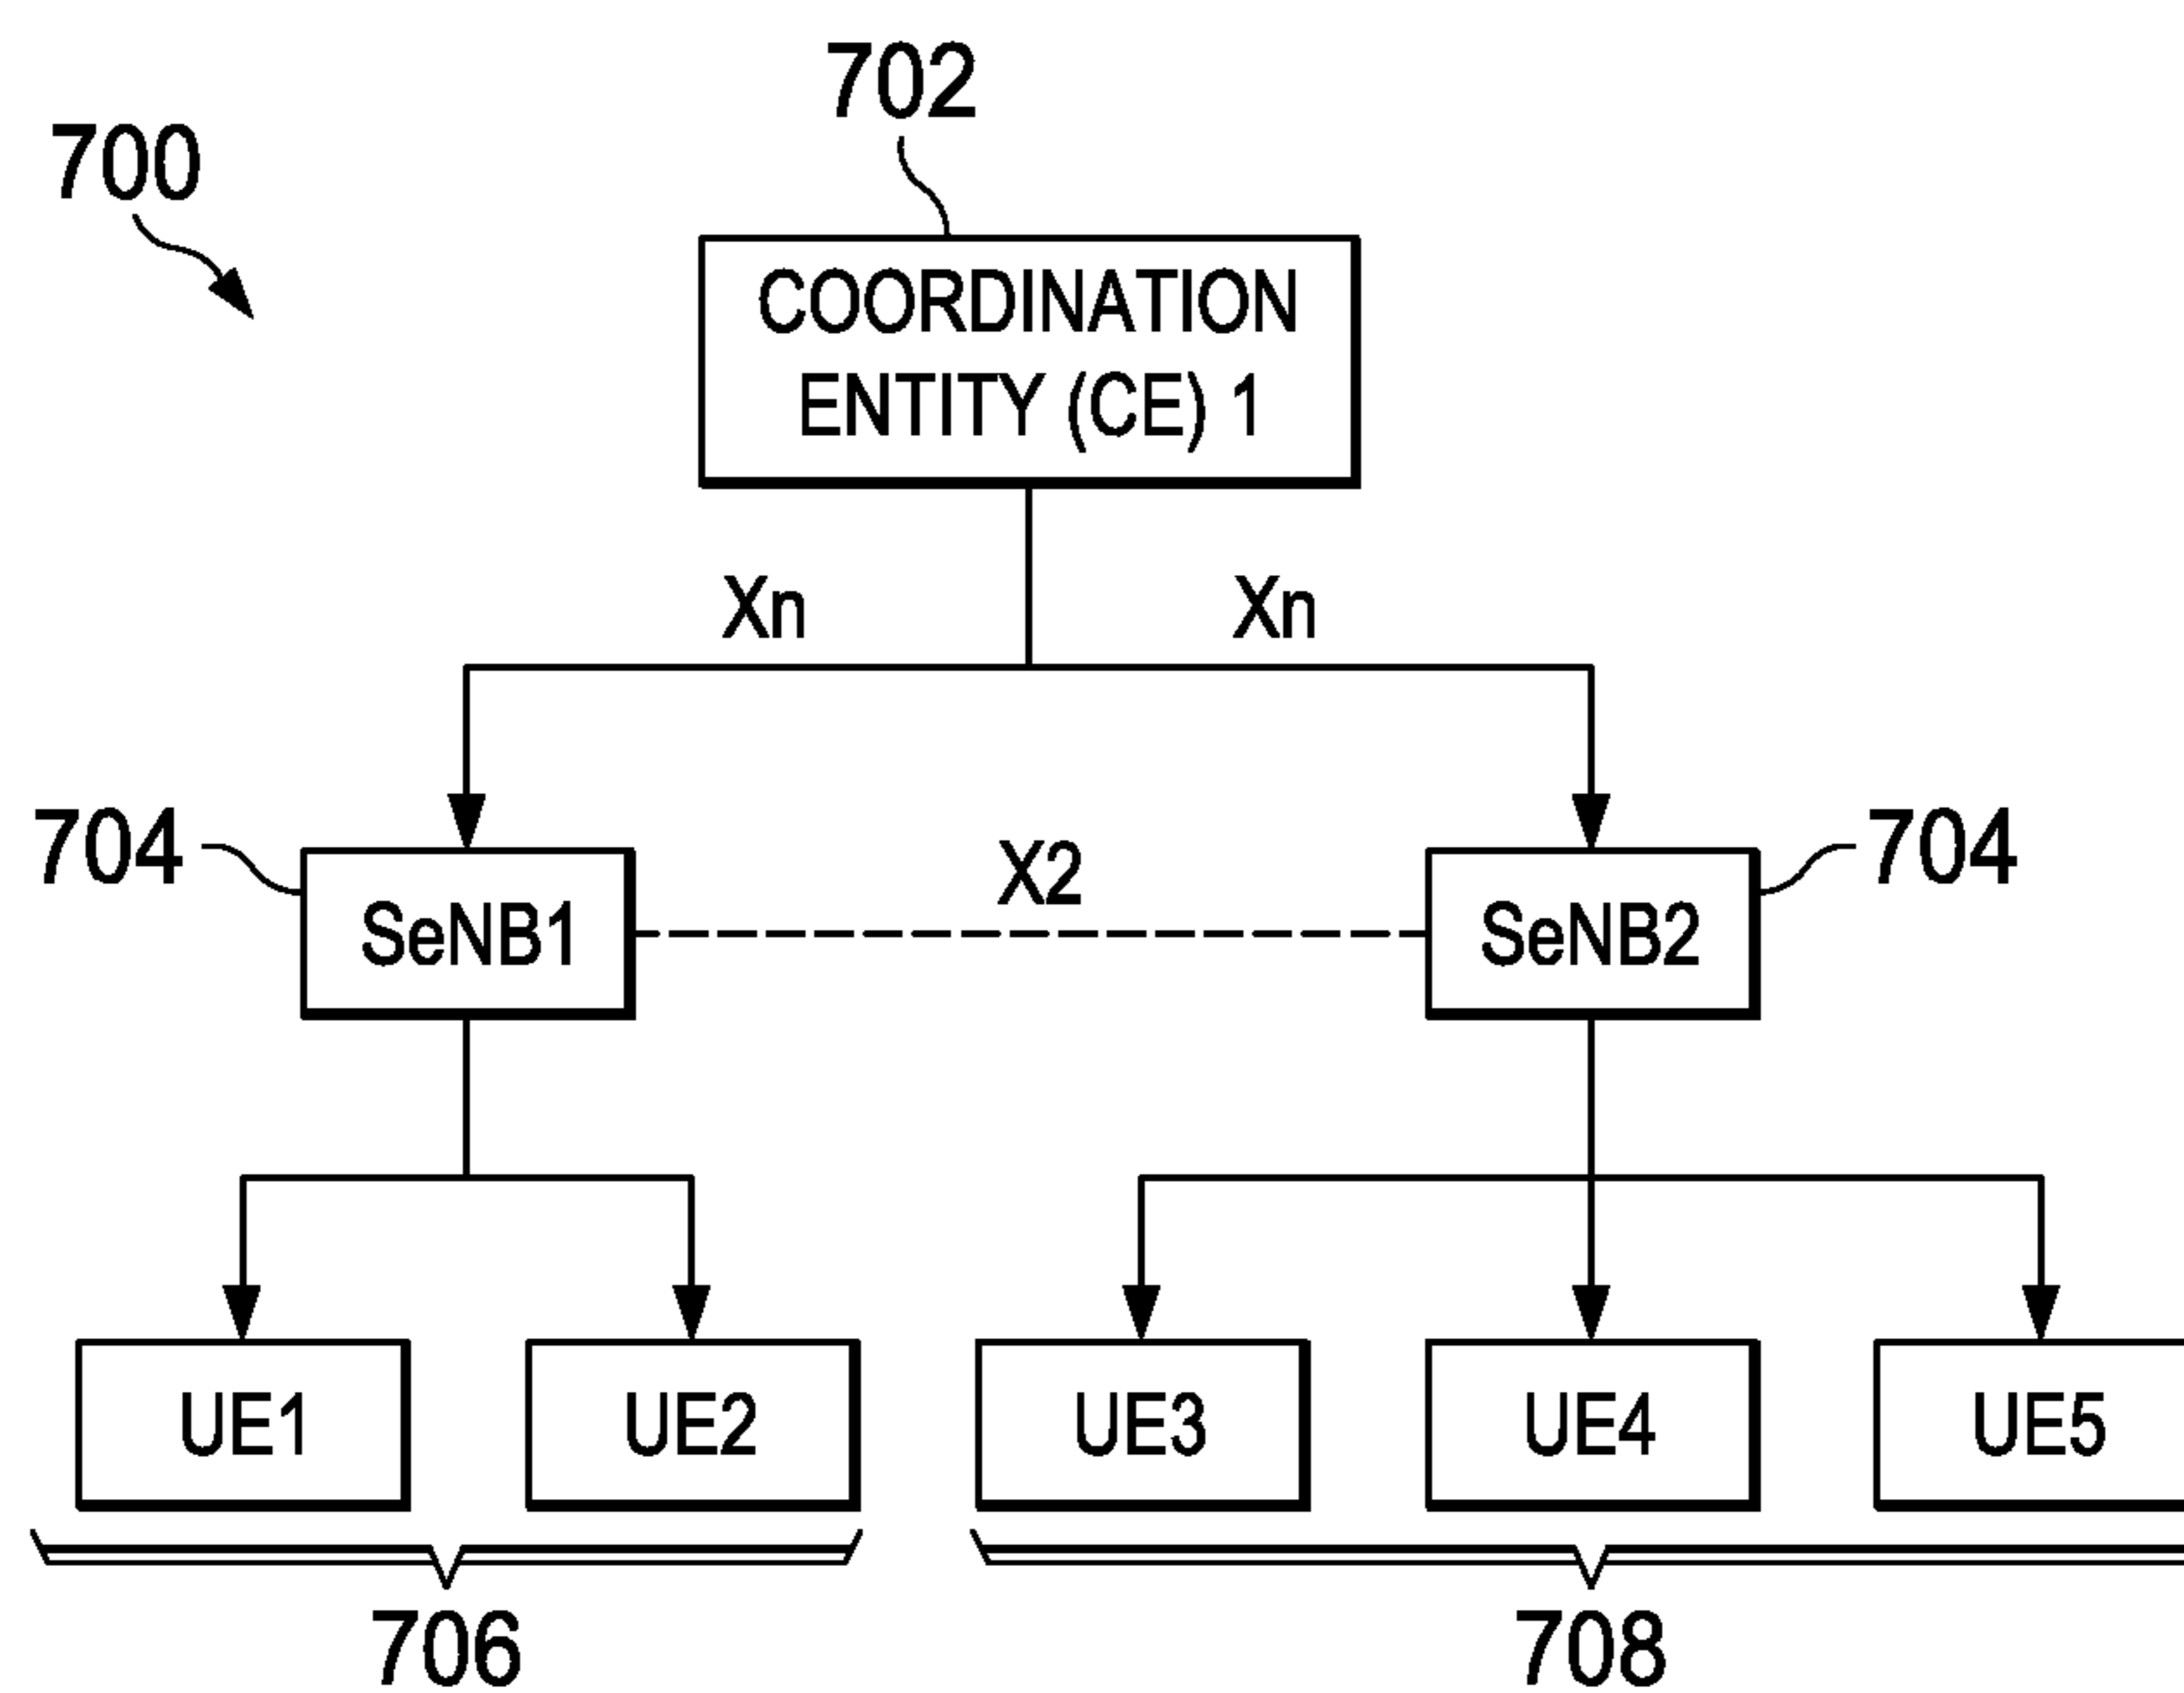 702
700
COORDINATION
ENTITY (CE) 1
Xn
Xn
704
SeNB1
X2
SeNB2
704
UE1
UE2
UE3
UE4
UE5
706
708